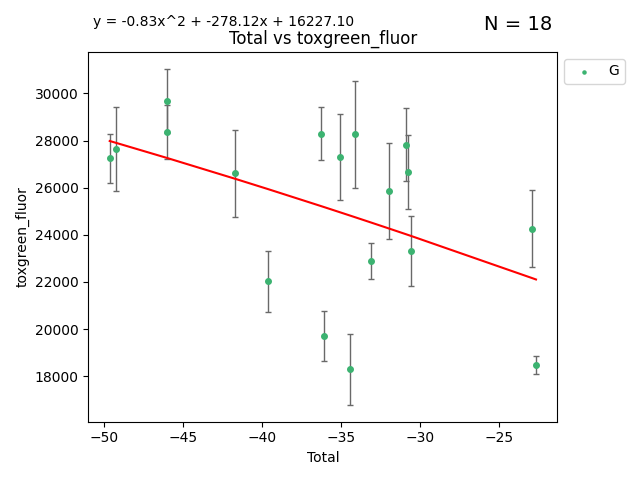 y = -0.83x^2 + -278.12x + 16227.10
N = 18
Total vs toxgreen_fluor
G
30000
28000
26000
24000
22000
20000
18000
toxgreen_fluor
−50 −45 −40 −35 −30 −25
Total